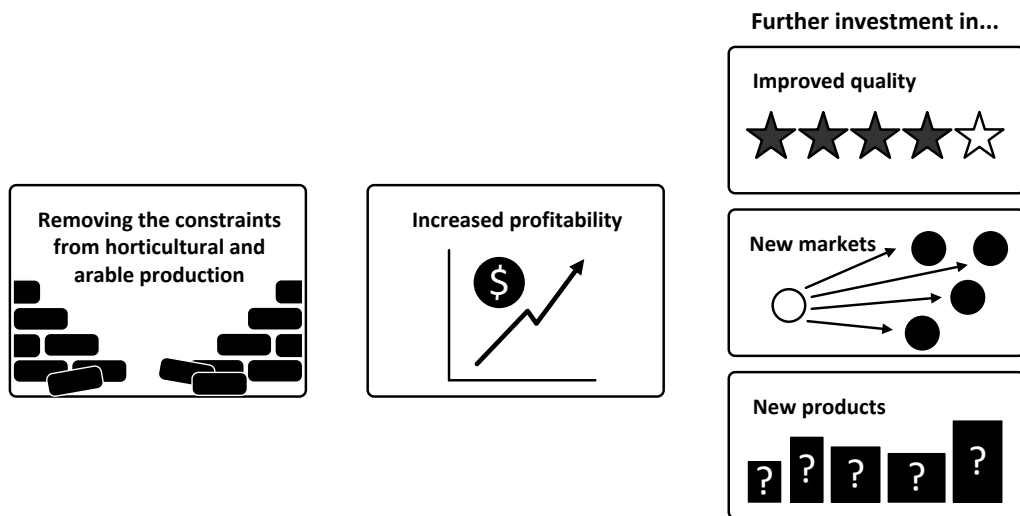 Removing the constraints
from horticultural and
arable production
Increased profitability
$
Further investment in...
Improved quality
New markets
New products
? ? ? ? ?